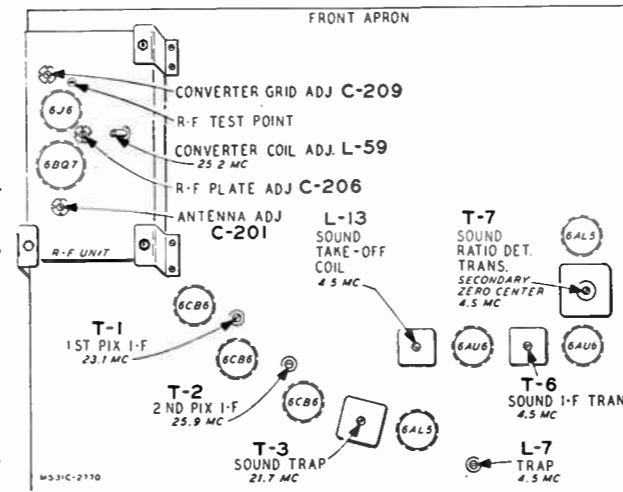 FRONT APRON
CONVERTER GRID ADJ C-209
6J6
R-F TEST POINT
CONVERTER COIL ADJ. L-59
25.2 MC
6BQ7
R-F PLATE ADJ C-206
ANTENNA ADJ
C-201
R-F UNIT
L-13
SOUND
TAKE-OFF
COIL
4.5 MC
T-7
SOUND
RATIO DET.
TRANS.
SECONDARY
ZERO CENTER
4.5 MC
6AL5
6CB6
T-1
1ST PIX I-F
23.1 MC
6CB6
6AU6
6AU6
T-2
2ND PIX I-F
25.9 MC
6CB6
T-6
SOUND I-F TRAN
4.5 MC
T-3
SOUND TRAP
21.7 MC
6AL5
L-7
TRAP
4.5 MC
MS31C-2770